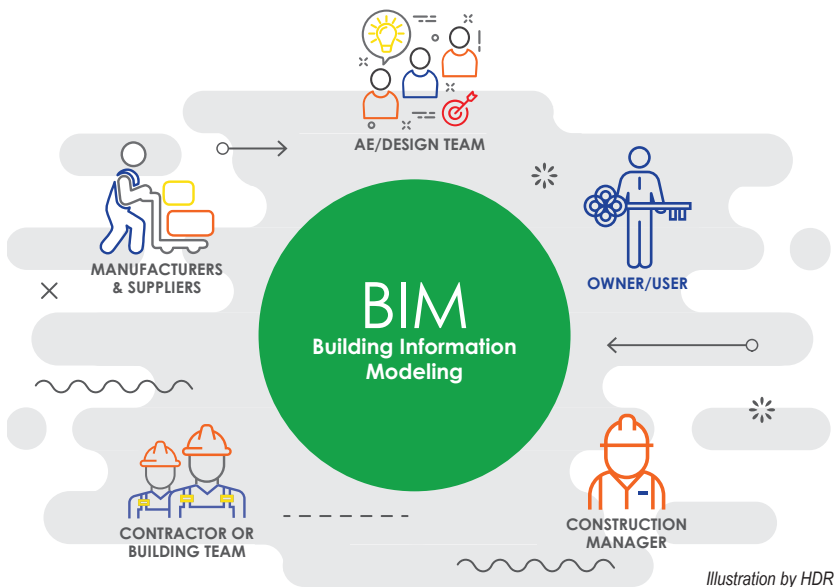 AE/DESIGN TEAM
MANUFACTURERS
& SUPPLIERS
OWNER/USER
BIM
Building Information
Modeling
CONTRACTOR OR
BUILDING TEAM
CONSTRUCTION
MANAGER
Illustration by HDR